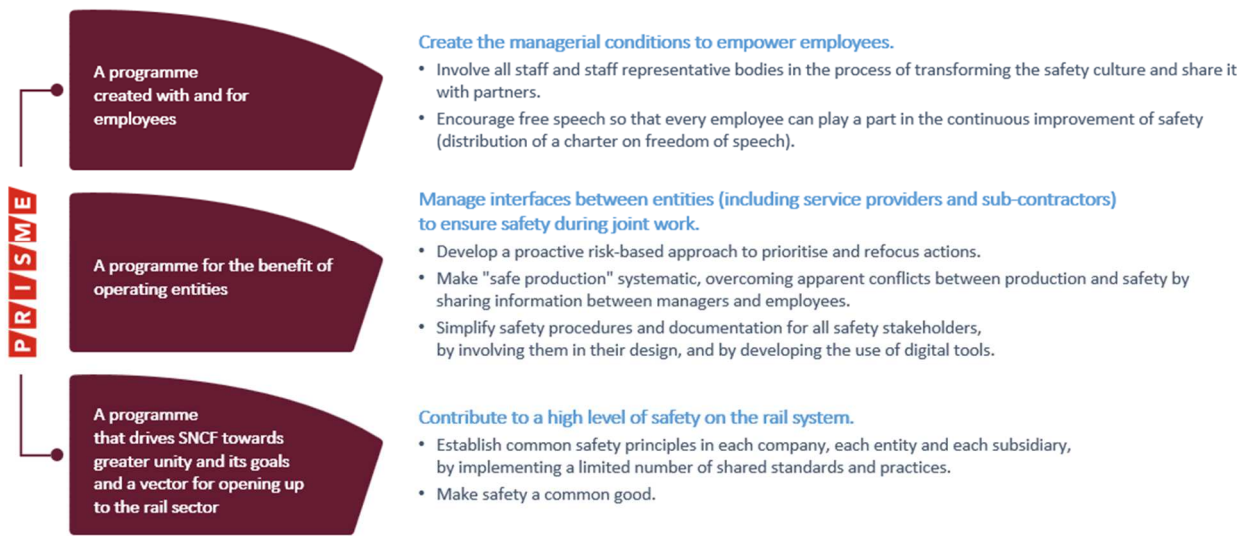 PRISME
A programme
created with and for
employees
Create the managerial conditions to empower employees.
• Involve all staff and staff representative bodies in the process of transforming the safety culture and share it
with partners.
• Encourage free speech so that every employee can play a part in the continuous improvement of safety
(distribution of a charter on freedom of speech).
A programme for the benefit of
operating entities
Manage interfaces between entities (including service providers and sub-contractors)
to ensure safety during joint work.
• Develop a proactive risk-based approach to prioritise and refocus actions.
• Make "safe production" systematic, overcoming apparent conflicts between production and safety by
sharing information between managers and employees.
• Simplify safety procedures and documentation for all safety stakeholders,
by involving them in their design, and by developing the use of digital tools.
A programme
that drives SNCF towards
greater unity and its goals
and a vector for opening up
to the rail sector
Contribute to a high level of safety on the rail system.
• Establish common safety principles in each company, each entity and each subsidiary,
by implementing a limited number of shared standards and practices.
• Make safety a common good.